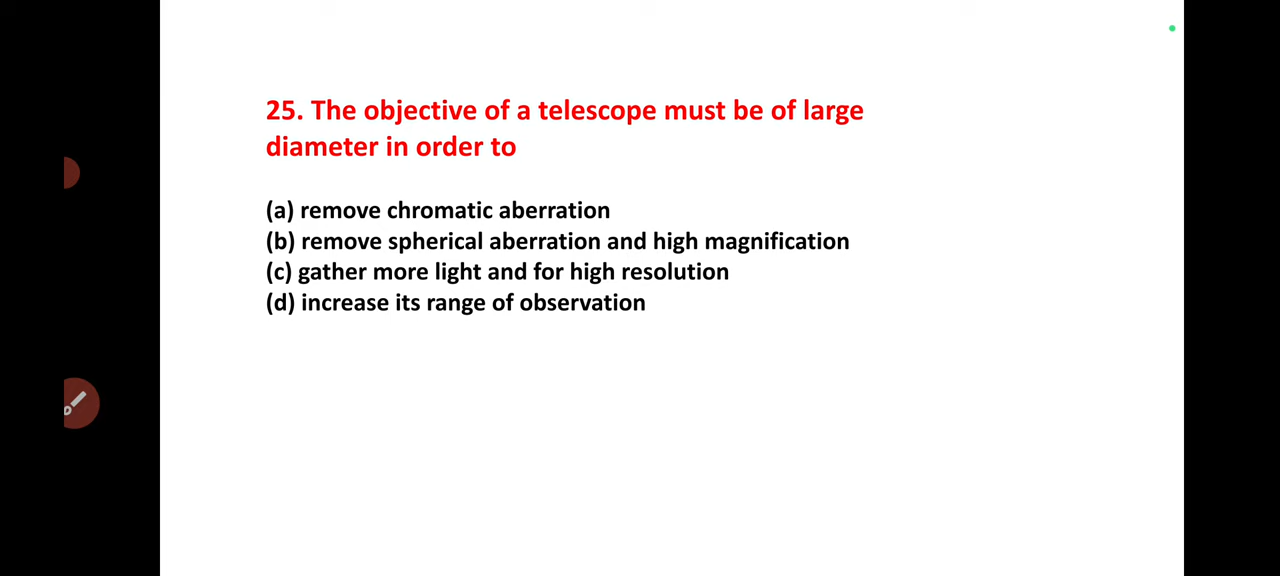 25. The objective of a telescope must be of large
diameter in order to
(a) remove chromatic aberration
(b) remove spherical aberration and high magnification
(c) gather more light and for high resolution
(d) increase its range of observation